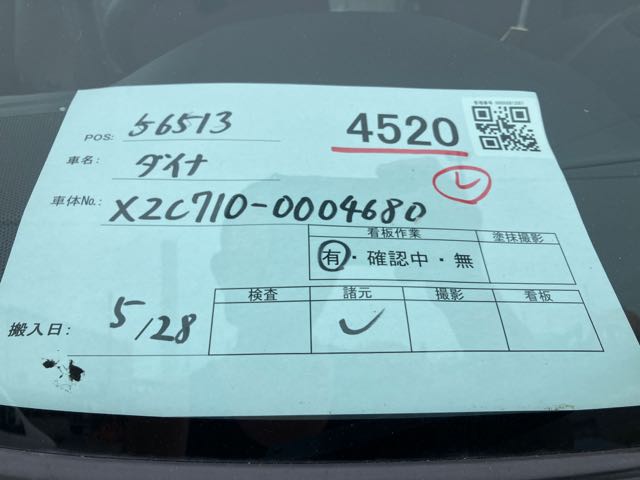 POS: 56513
4520
車名: ダイナ
レ
車体No.: XZC710-0004680
看板作業
塗抹撮影
有・確認中・無
検査 諸元 撮影 看板
搬入日: 5/28